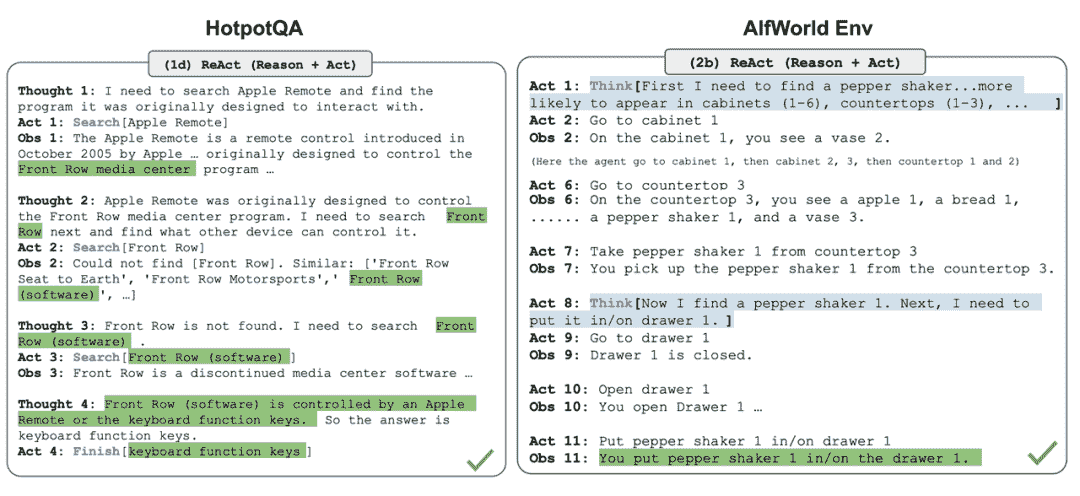 HotpotQA
(1d) ReAct (Reason + Act)
Thought 1: I need to search Apple Remote and find the
program it was originally designed to interact with.
Act 1: Search[Apple Remote]
Obs 1: The Apple Remote is a remote control introduced in
October 2005 by Apple … originally designed to control the
Front Row media center program …
Thought 2: Apple Remote was originally designed to control
the Front Row media center program. I need to search Front
Row next and find what other device can control it.
Act 2: Search[Front Row]
Obs 2: Could not find [Front Row]. Similar: ['Front Row
Seat to Earth', 'Front Row Motorsports',' Front Row
(software)', …]
Thought 3: Front Row is not found. I need to search Front
Row (software) .
Act 3: Search[Front Row (software)]
Obs 3: Front Row is a discontinued media center software …
Thought 4: Front Row (software) is controlled by an Apple
Remote or the keyboard function keys. So the answer is
keyboard function keys.
Act 4: Finish[keyboard function keys]
AlfWorld Env
(2b) ReAct (Reason + Act)
Act 1: Think[First I need to find a pepper shaker...more
likely to appear in cabinets (1-6), countertops (1-3), ... ]
Act 2: Go to cabinet 1
Obs 2: On the cabinet 1, you see a vase 2.
(Here the agent go to cabinet 1, then cabinet 2, 3, then countertop 1 and 2)
Act 6: Go to countertop 3
Obs 6: On the countertop 3, you see a apple 1, a bread 1,
...... a pepper shaker 1, and a vase 3.
Act 7: Take pepper shaker 1 from countertop 3
Obs 7: You pick up the pepper shaker 1 from the countertop 3.
Act 8: Think[Now I find a pepper shaker 1. Next, I need to
put it in/on drawer 1. ]
Act 9: Go to drawer 1
Obs 9: Drawer 1 is closed.
Act 10: Open drawer 1
Obs 10: You open Drawer 1 …
Act 11: Put pepper shaker 1 in/on drawer 1
Obs 11: You put pepper shaker 1 in/on the drawer 1.